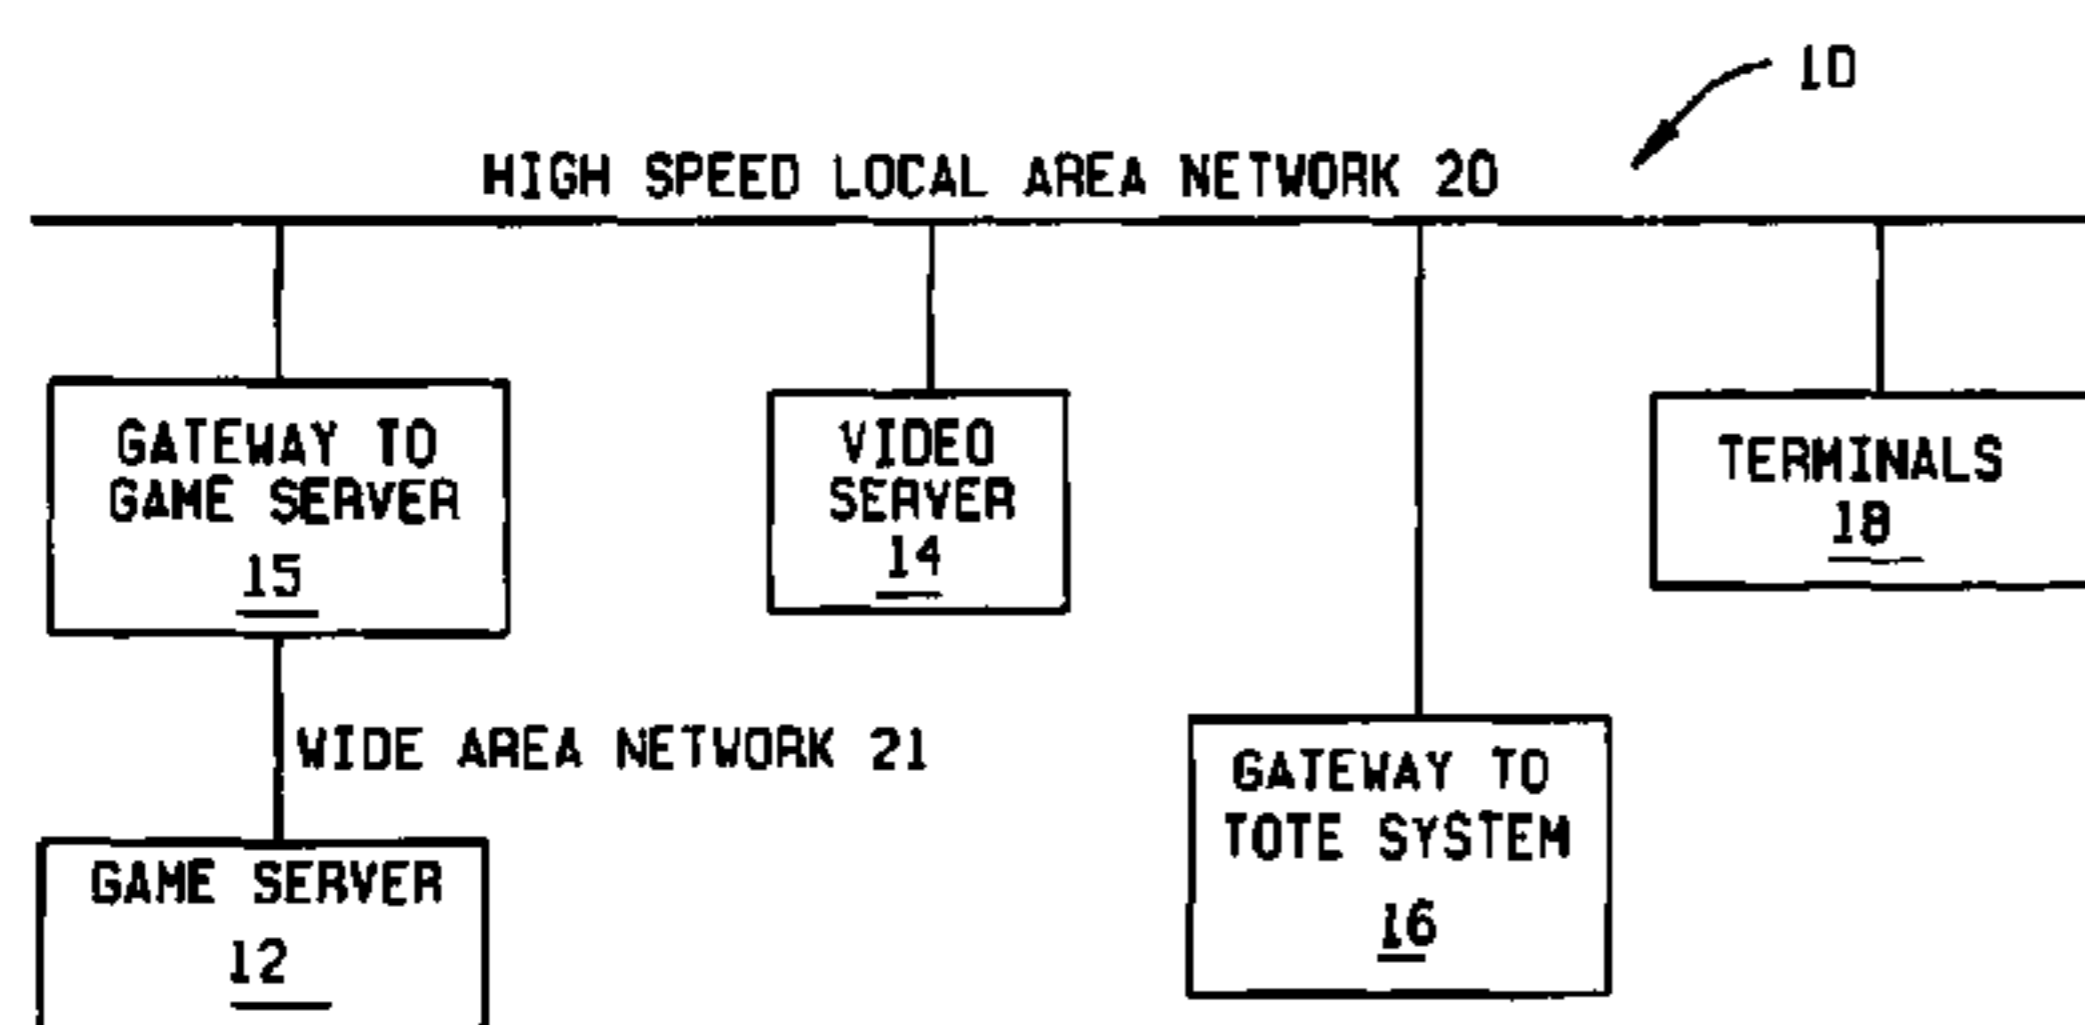 10
HIGH SPEED LOCAL AREA NETWORK 20
GATEWAY TO
GAME SERVER
15
VIDEO
SERVER
14
TERMINALS
18
WIDE AREA NETWORK 21
GATEWAY TO
TOTE SYSTEM
16
GAME SERVER
12